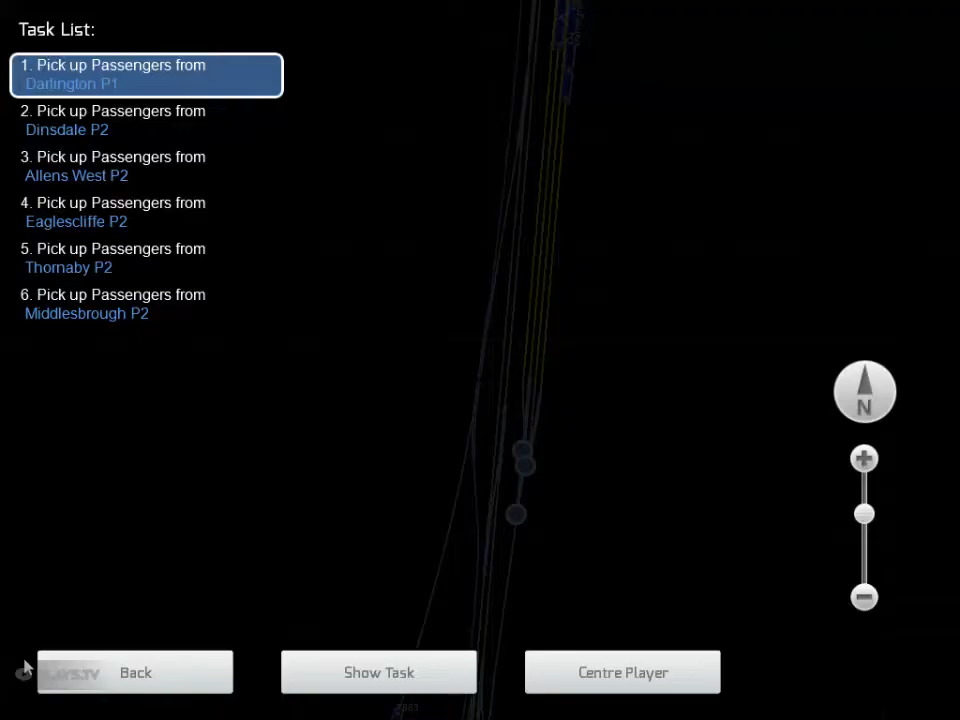 Task List:
1. Pick up Passengers from
Darlington P1
2. Pick up Passengers from
Dinsdale P2
3. Pick up Passengers from
Allens West P2
4. Pick up Passengers from
Eaglescliffe P2
5. Pick up Passengers from
Thornaby P2
6. Pick up Passengers from
Middlesbrough P2
N
PLAYS.TV
Back
Show Task
Centre Player